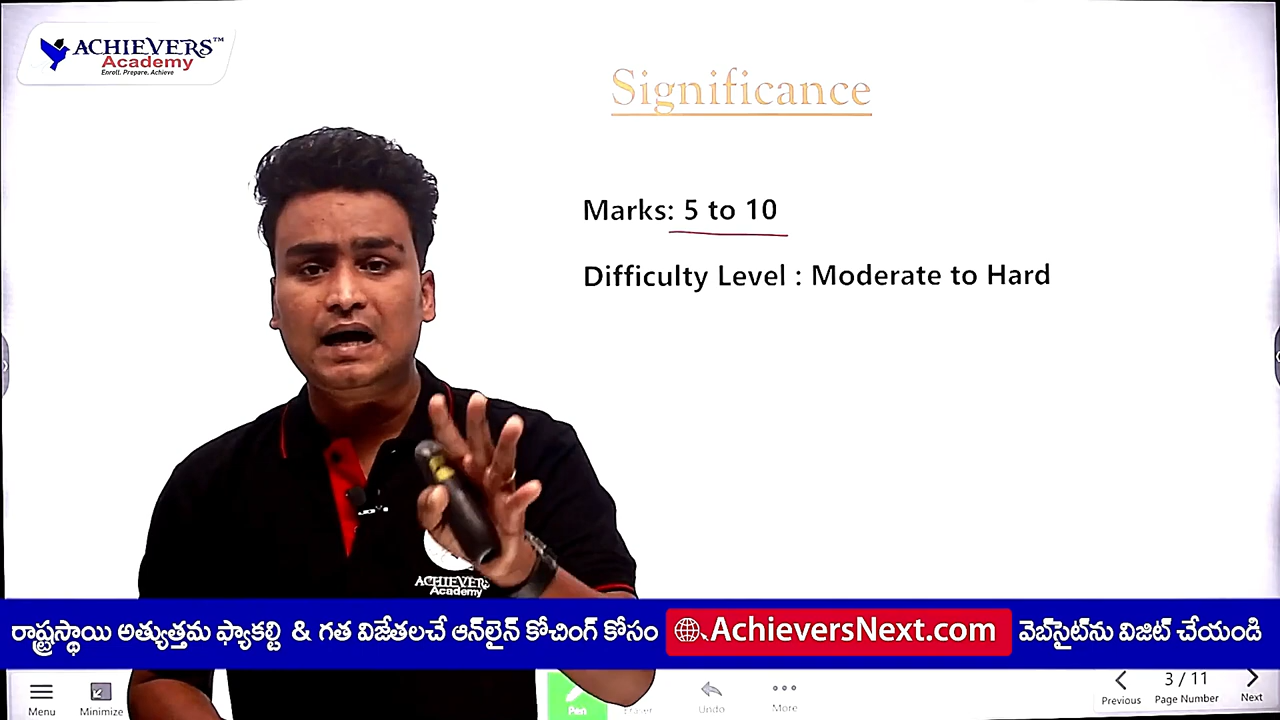 ACHIEVERS™
Academy
Enroll. Prepare. Achieve
Significance
Marks: 5 to 10
Difficulty Level : Moderate to Hard
ACHIEVERS
Academy
రాష్ట్రస్థాయి అత్యుత్తమ ఫ్యాకల్టి & గత విజేతలచే ఆన్‌లైన్ కోచింగ్ కోసం AchieversNext.com వెబ్‌సైట్‌ను విజిట్ చేయండి
Menu Minimize Pen Eraser Undo More Previous 3 / 11 Page Number Next